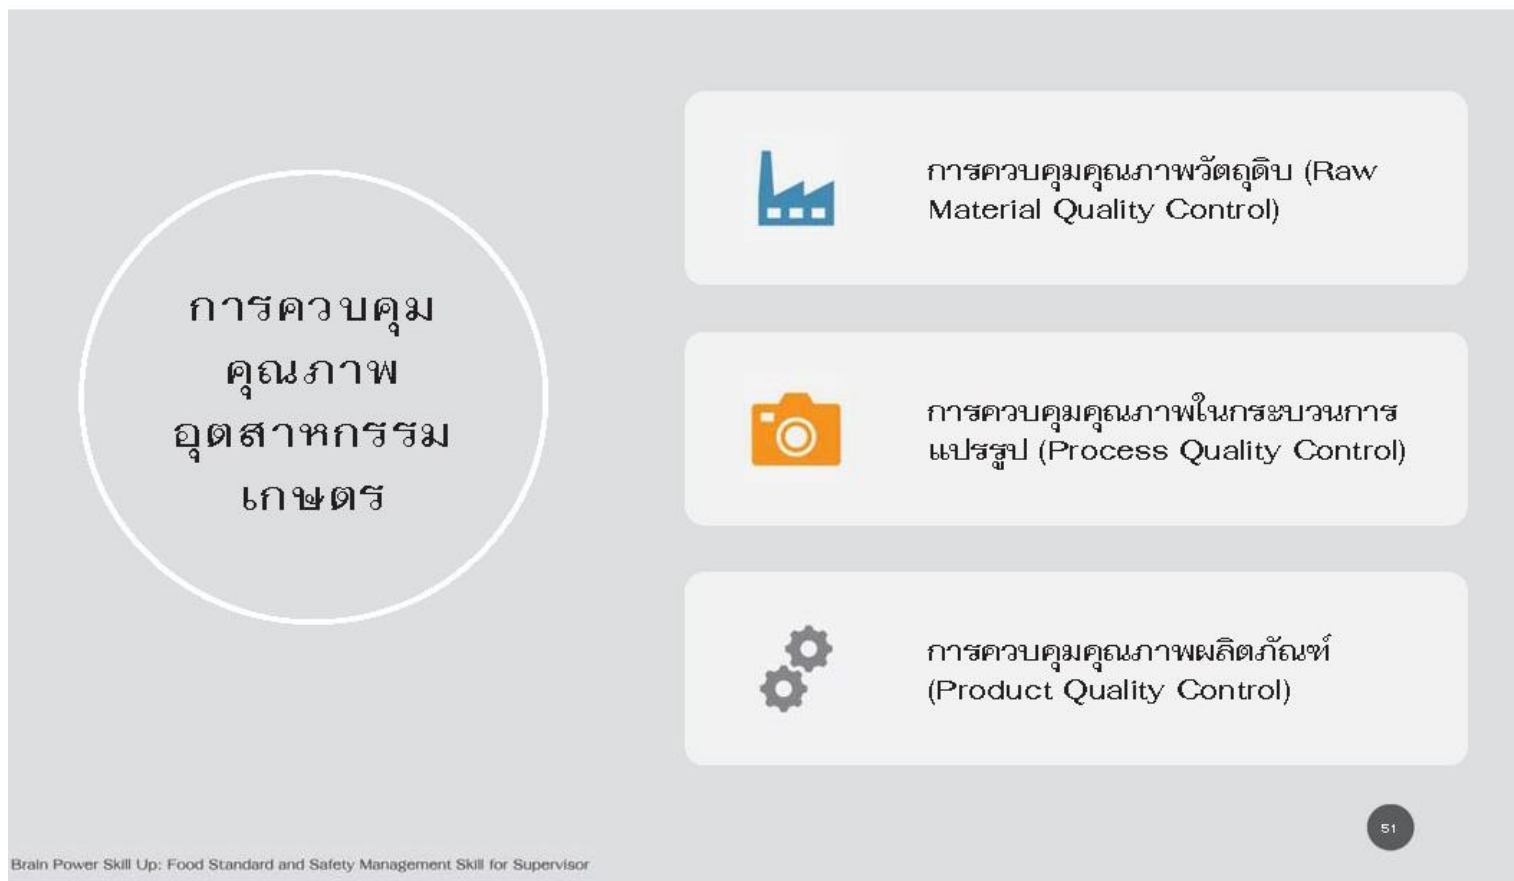 การควบคุม
คุณภาพ
อุตสาหกรรม
เกษตร
การควบคุมคุณภาพวัตถุดิบ (Raw
Material Quality Control)
การควบคุมคุณภาพในกระบวนการ
แปรรูป (Process Quality Control)
การควบคุมคุณภาพผลิตภัณฑ์
(Product Quality Control)
51
Brain Power Skill Up: Food Standard and Safety Management Skill for Supervisor